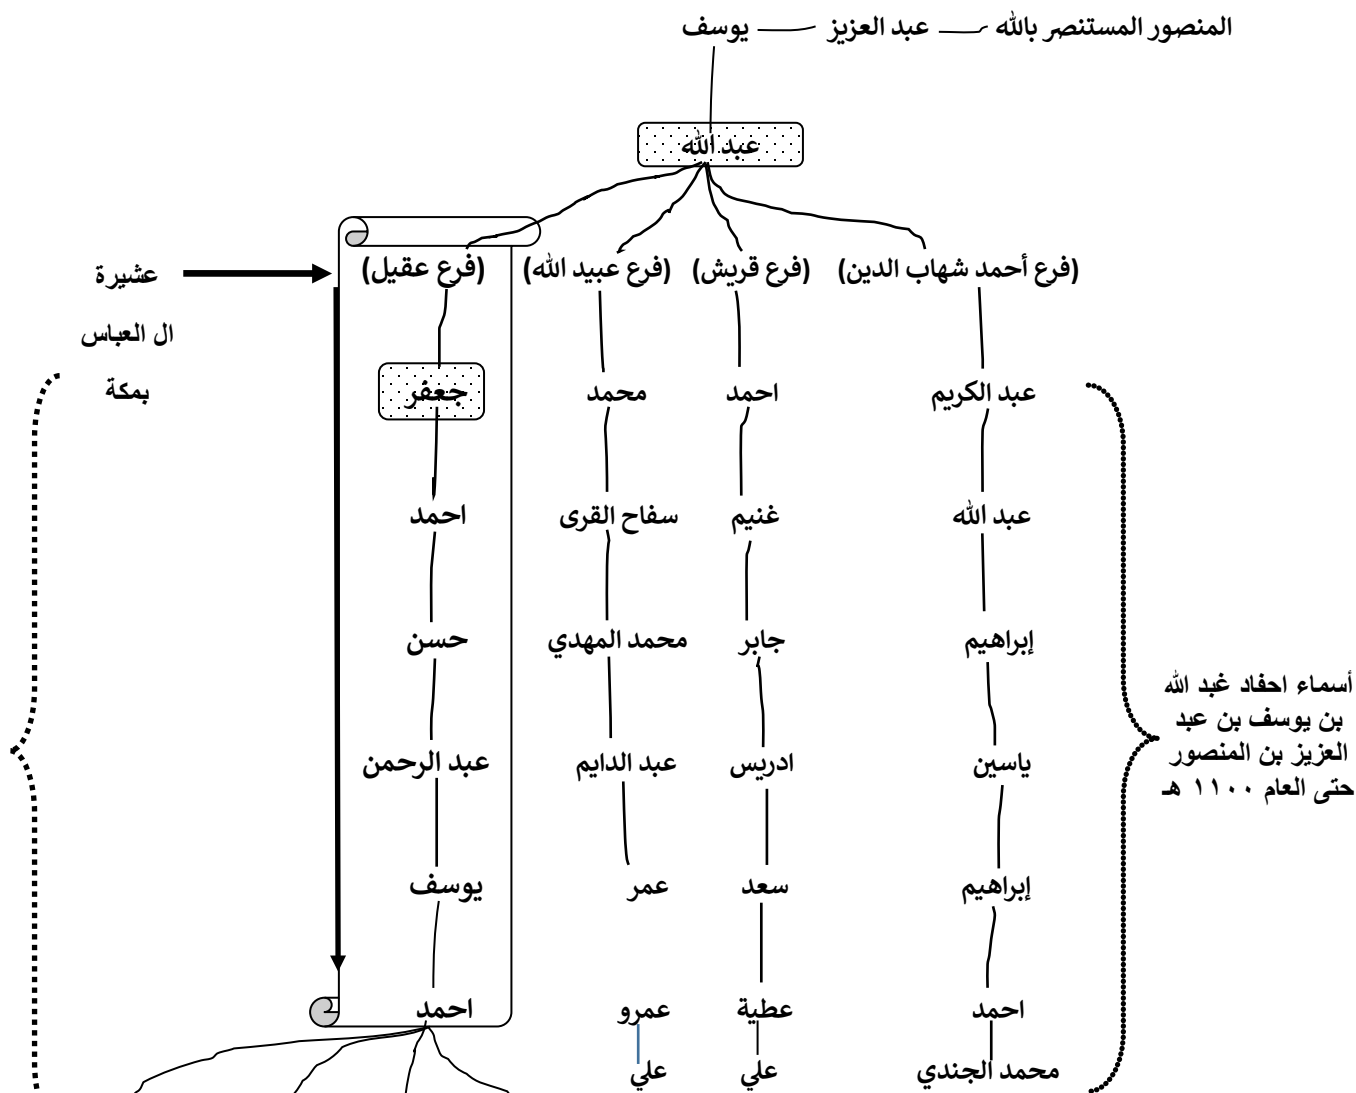 المنصور المستنصر بالله عبد العزيز يوسف
عبد الله
(فرع أحمد شهاب الدين) (فرع قريش) (فرع عبيد الله) (فرع عقيل)
عشيرة
ال العباس
بمكة
عبد الكريم احمد محمد جعفر
عبد الله غنيم سفاح القرى احمد
إبراهيم جابر محمد المهدي حسن
ياسين ادريس عبد الدايم عبد الرحمن
إبراهيم سعد عمر يوسف
احمد عطية عمرو احمد
محمد الجندي علي علي
أسماء احفاد غبد الله
بن يوسف بن عبد
العزيز بن المنصور
حتى العام ١١٠٠ هـ